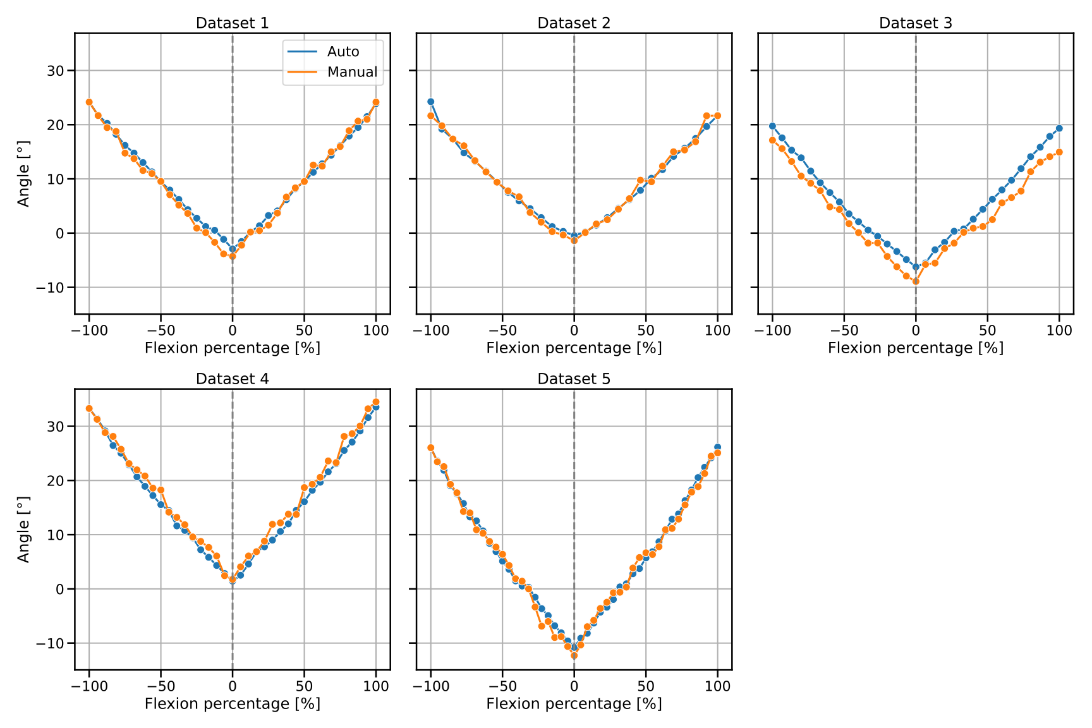 Dataset 1
Dataset 2
Dataset 3
Auto
Manual
30
20
10
0
−10
Angle [°]
−100 −50 0 50 100
−100 −50 0 50 100
−100 −50 0 50 100
Flexion percentage [%]
Flexion percentage [%]
Flexion percentage [%]
Dataset 4
Dataset 5
30
20
10
0
−10
Angle [°]
−100 −50 0 50 100
−100 −50 0 50 100
Flexion percentage [%]
Flexion percentage [%]